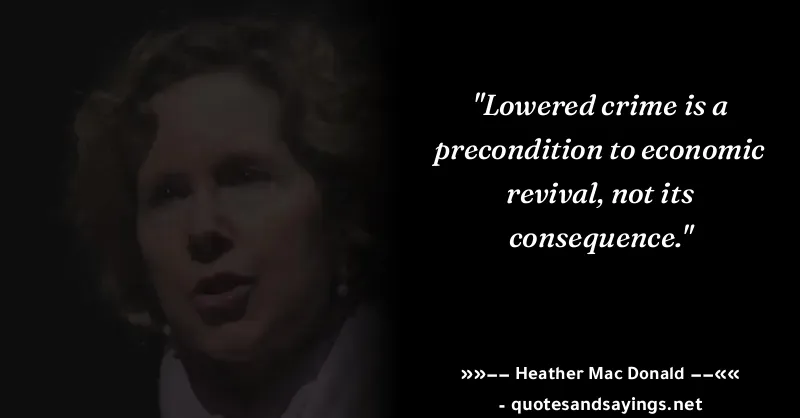 "Lowered crime is a
precondition to economic
revival, not its
consequence."
»»−− Heather Mac Donald −−««
- quotesandsayings.net